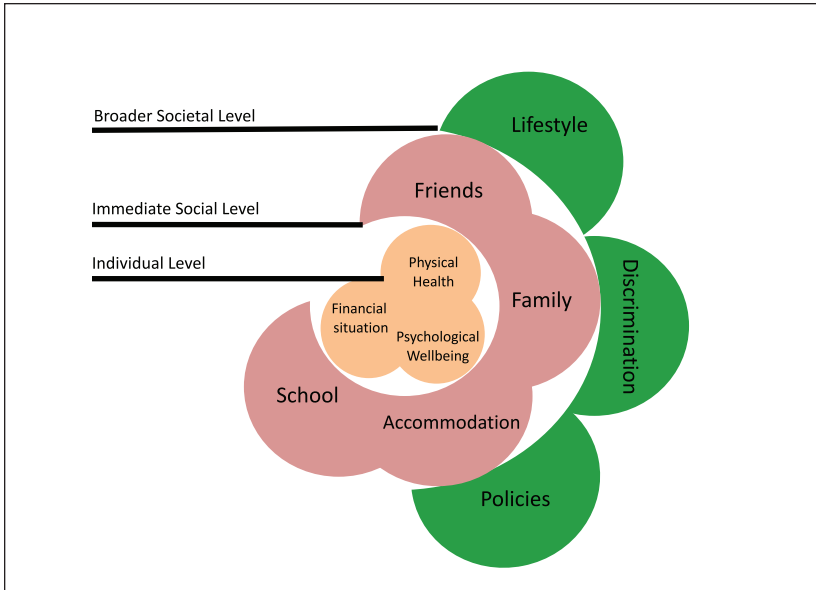 Broader Societal Level
Lifestyle
Friends
Immediate Social Level
Individual Level
Physical
Health
Family
Discrimination
Financial
situation
Psychological
Wellbeing
School
Accommodation
Policies